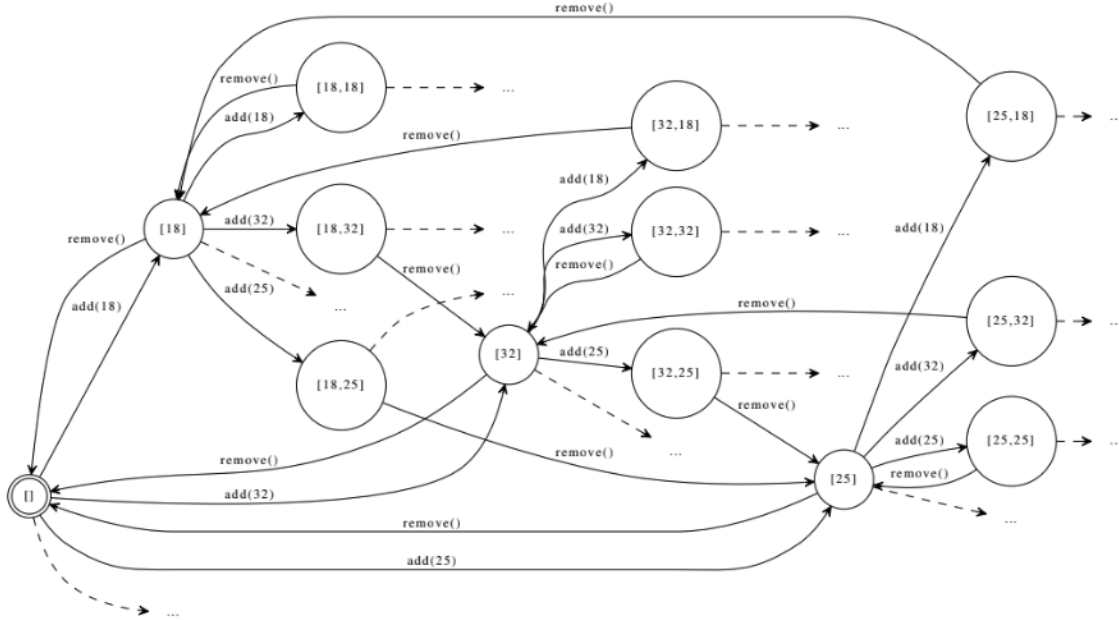 remove()
remove()
[18,18]
...
add(18)
[32,18]
...
[25,18]
...
remove()
add(18)
[18]
add(32)
[18,32]
...
add(32)
[32,32]
...
add(18)
remove()
remove()
remove()
add(25)
...
...
add(18)
remove()
[25,32]
...
[32]
add(25)
[32,25]
...
add(32)
[18,25]
remove()
add(25)
[25,25]
...
remove()
remove()
...
[25]
remove()
[]
add(32)
remove()
...
add(25)
...